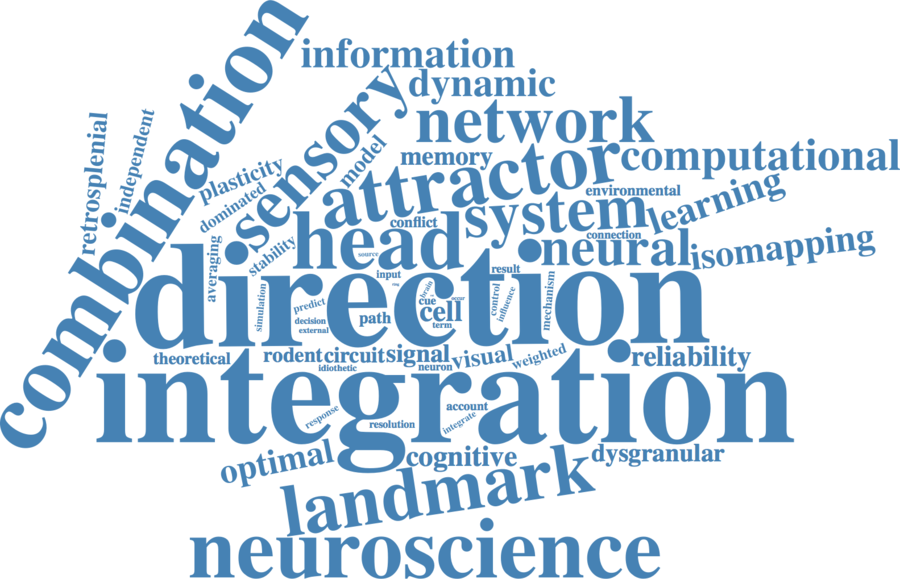 combination
information
dynamic
sensory
network
retrosplenial
independent
plasticity
dominated
model
memory
attractor
computational
environmental
system
learning
conflict
connection
head
source
neural
isomapping
averaging
stability
direction
input
result
ring
brain
simulation
predict
decision
external
path
cue
occur
cell
term
control
influence
mechanism
theoretical
rodent
circuit
signal
visual
weighted
reliability
idiothetic
neuron
integration
response
resolution
account
integrate
optimal
cognitive
dysgranular
landmark
neuroscience